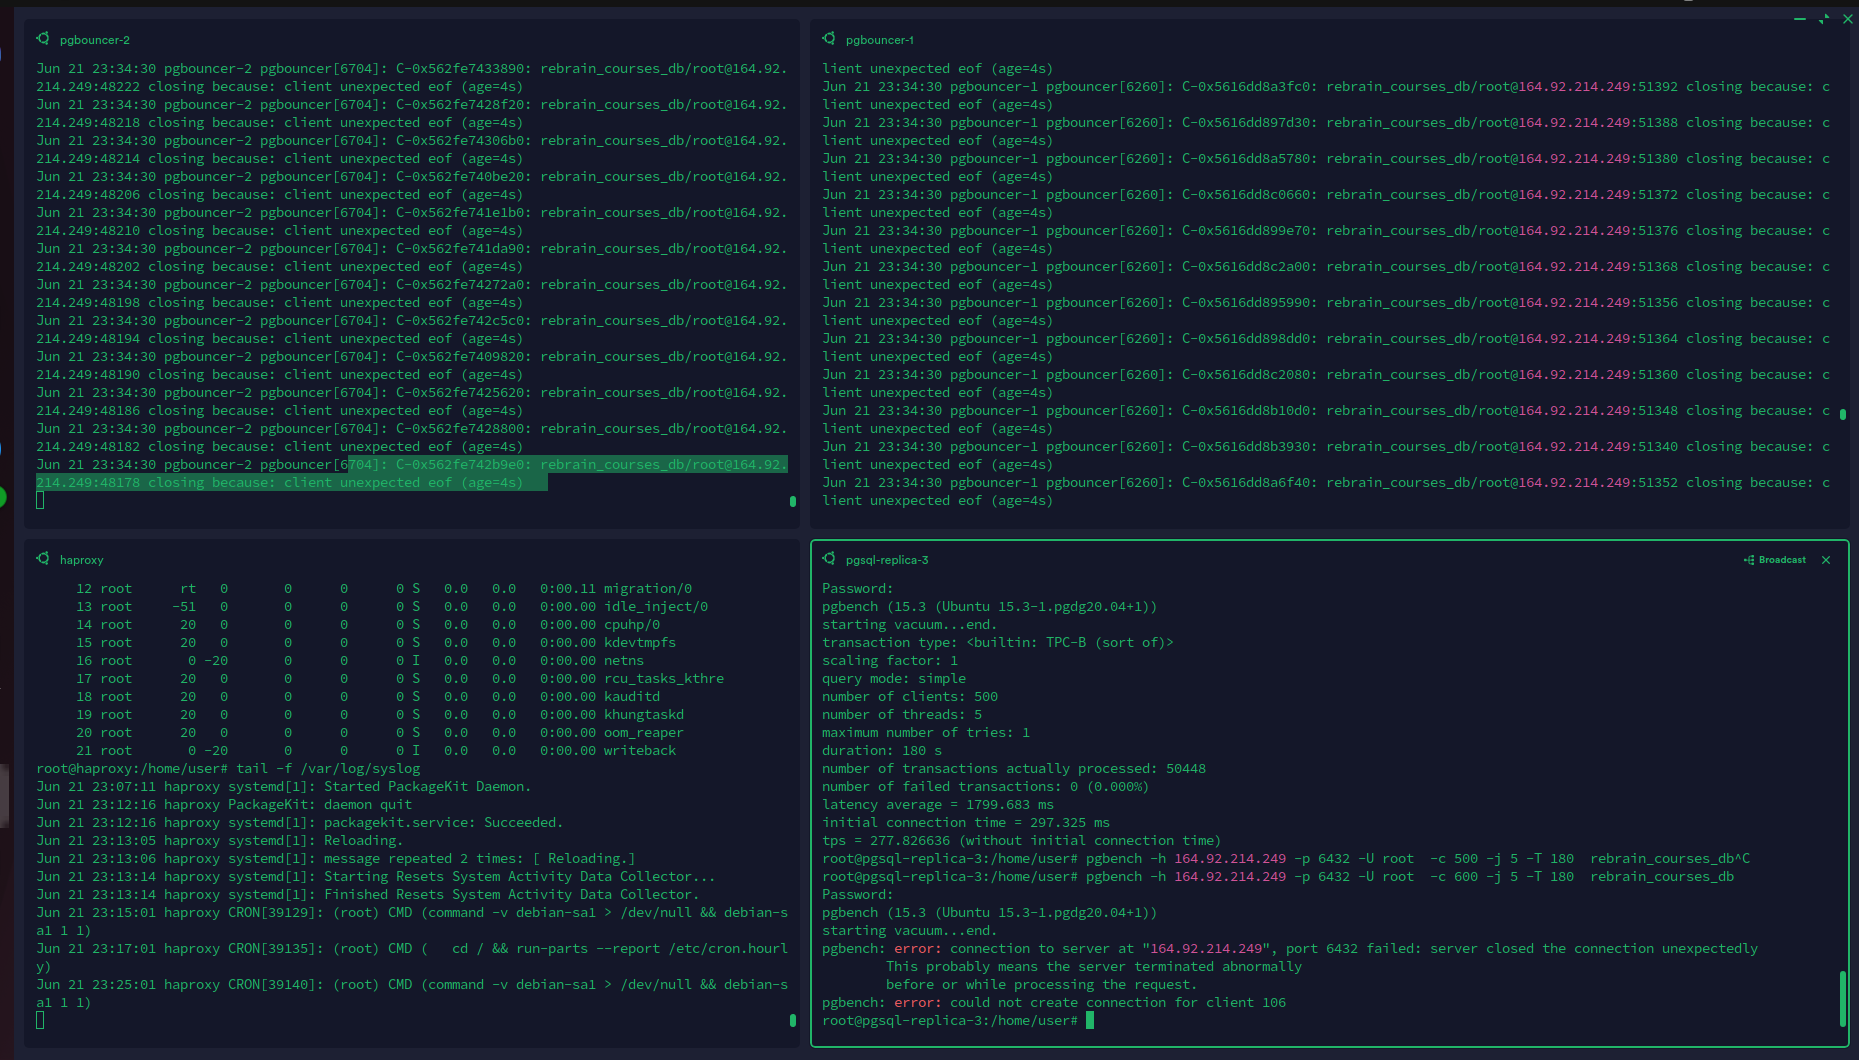 pgbouncer-2
Jun 21 23:34:30 pgbouncer-2 pgbouncer[6704]: C-0x562fe7433890: rebrain_courses_db/root@164.92.
214.249:48222 closing because: client unexpected eof (age=4s)
Jun 21 23:34:30 pgbouncer-2 pgbouncer[6704]: C-0x562fe7428f20: rebrain_courses_db/root@164.92.
214.249:48218 closing because: client unexpected eof (age=4s)
Jun 21 23:34:30 pgbouncer-2 pgbouncer[6704]: C-0x562fe74306b0: rebrain_courses_db/root@164.92.
214.249:48214 closing because: client unexpected eof (age=4s)
Jun 21 23:34:30 pgbouncer-2 pgbouncer[6704]: C-0x562fe740be20: rebrain_courses_db/root@164.92.
214.249:48206 closing because: client unexpected eof (age=4s)
Jun 21 23:34:30 pgbouncer-2 pgbouncer[6704]: C-0x562fe741e1b0: rebrain_courses_db/root@164.92.
214.249:48210 closing because: client unexpected eof (age=4s)
Jun 21 23:34:30 pgbouncer-2 pgbouncer[6704]: C-0x562fe741da90: rebrain_courses_db/root@164.92.
214.249:48202 closing because: client unexpected eof (age=4s)
Jun 21 23:34:30 pgbouncer-2 pgbouncer[6704]: C-0x562fe74272a0: rebrain_courses_db/root@164.92.
214.249:48198 closing because: client unexpected eof (age=4s)
Jun 21 23:34:30 pgbouncer-2 pgbouncer[6704]: C-0x562fe742c5c0: rebrain_courses_db/root@164.92.
214.249:48194 closing because: client unexpected eof (age=4s)
Jun 21 23:34:30 pgbouncer-2 pgbouncer[6704]: C-0x562fe7409820: rebrain_courses_db/root@164.92.
214.249:48190 closing because: client unexpected eof (age=4s)
Jun 21 23:34:30 pgbouncer-2 pgbouncer[6704]: C-0x562fe7425620: rebrain_courses_db/root@164.92.
214.249:48186 closing because: client unexpected eof (age=4s)
Jun 21 23:34:30 pgbouncer-2 pgbouncer[6704]: C-0x562fe7428800: rebrain_courses_db/root@164.92.
214.249:48182 closing because: client unexpected eof (age=4s)
Jun 21 23:34:30 pgbouncer-2 pgbouncer[6704]: C-0x562fe742b9e0: rebrain_courses_db/root@164.92.
214.249:48178 closing because: client unexpected eof (age=4s)
pgbouncer-1
lient unexpected eof (age=4s)
Jun 21 23:34:30 pgbouncer-1 pgbouncer[6260]: C-0x5616dd8a3fc0: rebrain_courses_db/root@164.92.214.249:51392 closing because: c
lient unexpected eof (age=4s)
Jun 21 23:34:30 pgbouncer-1 pgbouncer[6260]: C-0x5616dd897d30: rebrain_courses_db/root@164.92.214.249:51388 closing because: c
lient unexpected eof (age=4s)
Jun 21 23:34:30 pgbouncer-1 pgbouncer[6260]: C-0x5616dd8a5780: rebrain_courses_db/root@164.92.214.249:51380 closing because: c
lient unexpected eof (age=4s)
Jun 21 23:34:30 pgbouncer-1 pgbouncer[6260]: C-0x5616dd8c0660: rebrain_courses_db/root@164.92.214.249:51372 closing because: c
lient unexpected eof (age=4s)
Jun 21 23:34:30 pgbouncer-1 pgbouncer[6260]: C-0x5616dd899e70: rebrain_courses_db/root@164.92.214.249:51376 closing because: c
lient unexpected eof (age=4s)
Jun 21 23:34:30 pgbouncer-1 pgbouncer[6260]: C-0x5616dd8c2a00: rebrain_courses_db/root@164.92.214.249:51368 closing because: c
lient unexpected eof (age=4s)
Jun 21 23:34:30 pgbouncer-1 pgbouncer[6260]: C-0x5616dd895990: rebrain_courses_db/root@164.92.214.249:51356 closing because: c
lient unexpected eof (age=4s)
Jun 21 23:34:30 pgbouncer-1 pgbouncer[6260]: C-0x5616dd898dd0: rebrain_courses_db/root@164.92.214.249:51364 closing because: c
lient unexpected eof (age=4s)
Jun 21 23:34:30 pgbouncer-1 pgbouncer[6260]: C-0x5616dd8c2080: rebrain_courses_db/root@164.92.214.249:51360 closing because: c
lient unexpected eof (age=4s)
Jun 21 23:34:30 pgbouncer-1 pgbouncer[6260]: C-0x5616dd8b10d0: rebrain_courses_db/root@164.92.214.249:51348 closing because: c
lient unexpected eof (age=4s)
Jun 21 23:34:30 pgbouncer-1 pgbouncer[6260]: C-0x5616dd8b3930: rebrain_courses_db/root@164.92.214.249:51340 closing because: c
lient unexpected eof (age=4s)
Jun 21 23:34:30 pgbouncer-1 pgbouncer[6260]: C-0x5616dd8a6f40: rebrain_courses_db/root@164.92.214.249:51352 closing because: c
lient unexpected eof (age=4s)
haproxy
12 root rt 0 0 0 0 S 0.0 0.0 0:00.11 migration/0
13 root -51 0 0 0 0 S 0.0 0.0 0:00.00 idle_inject/0
14 root 20 0 0 0 0 S 0.0 0.0 0:00.00 cpuhp/0
15 root 20 0 0 0 0 S 0.0 0.0 0:00.00 kdevtmpfs
16 root 0 -20 0 0 0 I 0.0 0.0 0:00.00 netns
17 root 20 0 0 0 0 S 0.0 0.0 0:00.00 rcu_tasks_kthre
18 root 20 0 0 0 0 S 0.0 0.0 0:00.00 kauditd
19 root 20 0 0 0 0 S 0.0 0.0 0:00.00 khungtaskd
20 root 20 0 0 0 0 S 0.0 0.0 0:00.00 oom_reaper
21 root 0 -20 0 0 0 I 0.0 0.0 0:00.00 writeback
root@haproxy:/home/user# tail -f /var/log/syslog
Jun 21 23:07:11 haproxy systemd[1]: Started PackageKit Daemon.
Jun 21 23:12:16 haproxy PackageKit: daemon quit
Jun 21 23:12:16 haproxy systemd[1]: packagekit.service: Succeeded.
Jun 21 23:13:05 haproxy systemd[1]: Reloading.
Jun 21 23:13:06 haproxy systemd[1]: message repeated 2 times: [ Reloading.]
Jun 21 23:13:14 haproxy systemd[1]: Starting Resets System Activity Data Collector...
Jun 21 23:13:14 haproxy systemd[1]: Finished Resets System Activity Data Collector.
Jun 21 23:15:01 haproxy CRON[39129]: (root) CMD (command -v debian-sa1 > /dev/null && debian-s
a1 1 1)
Jun 21 23:17:01 haproxy CRON[39135]: (root) CMD (   cd / && run-parts --report /etc/cron.hourl
y)
Jun 21 23:25:01 haproxy CRON[39140]: (root) CMD (command -v debian-sa1 > /dev/null && debian-s
a1 1 1)
pgsql-replica-3
Broadcast
Password:
pgbench (15.3 (Ubuntu 15.3-1.pgdg20.04+1))
starting vacuum...end.
transaction type: <builtin: TPC-B (sort of)>
scaling factor: 1
query mode: simple
number of clients: 500
number of threads: 5
maximum number of tries: 1
duration: 180 s
number of transactions actually processed: 50448
number of failed transactions: 0 (0.000%)
latency average = 1799.683 ms
initial connection time = 297.325 ms
tps = 277.826636 (without initial connection time)
root@pgsql-replica-3:/home/user# pgbench -h 164.92.214.249 -p 6432 -U root  -c 500 -j 5 -T 180  rebrain_courses_db^C
root@pgsql-replica-3:/home/user# pgbench -h 164.92.214.249 -p 6432 -U root  -c 600 -j 5 -T 180  rebrain_courses_db
Password:
pgbench (15.3 (Ubuntu 15.3-1.pgdg20.04+1))
starting vacuum...end.
pgbench: error: connection to server at "164.92.214.249", port 6432 failed: server closed the connection unexpectedly
This probably means the server terminated abnormally
before or while processing the request.
pgbench: error: could not create connection for client 106
root@pgsql-replica-3:/home/user#